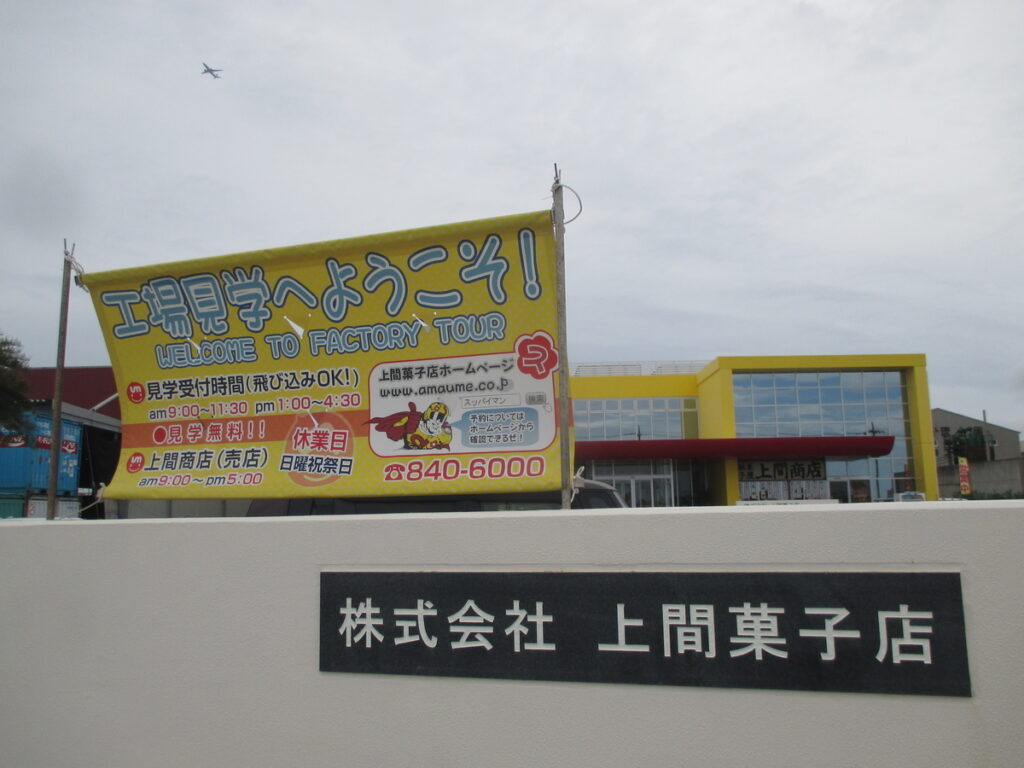 工場見学へようこそ!
WELCOME TO FACTORY TOUR
見学受付時間(飛び込みOK!)
am9:00〜11:30 pm1:00〜4:30
●見学無料!!
上間商店(売店)
am9:00〜pm5:00
休業日
日曜祝祭日
上間菓子店ホームページ
www.amaume.co.jp
スッパイマン 検索
予約については
ホームページから
確認できるぜ!
☎840-6000
上間商店
株式会社 上間菓子店